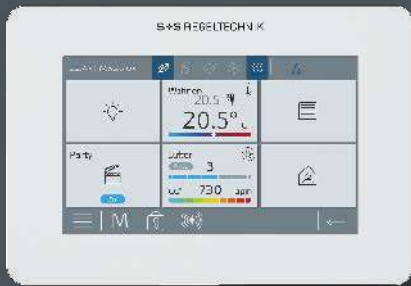 S+S REGELTECHNIK
Wohnen
20.5
20.5°
Party
Lüfter
3
730 ppm
M